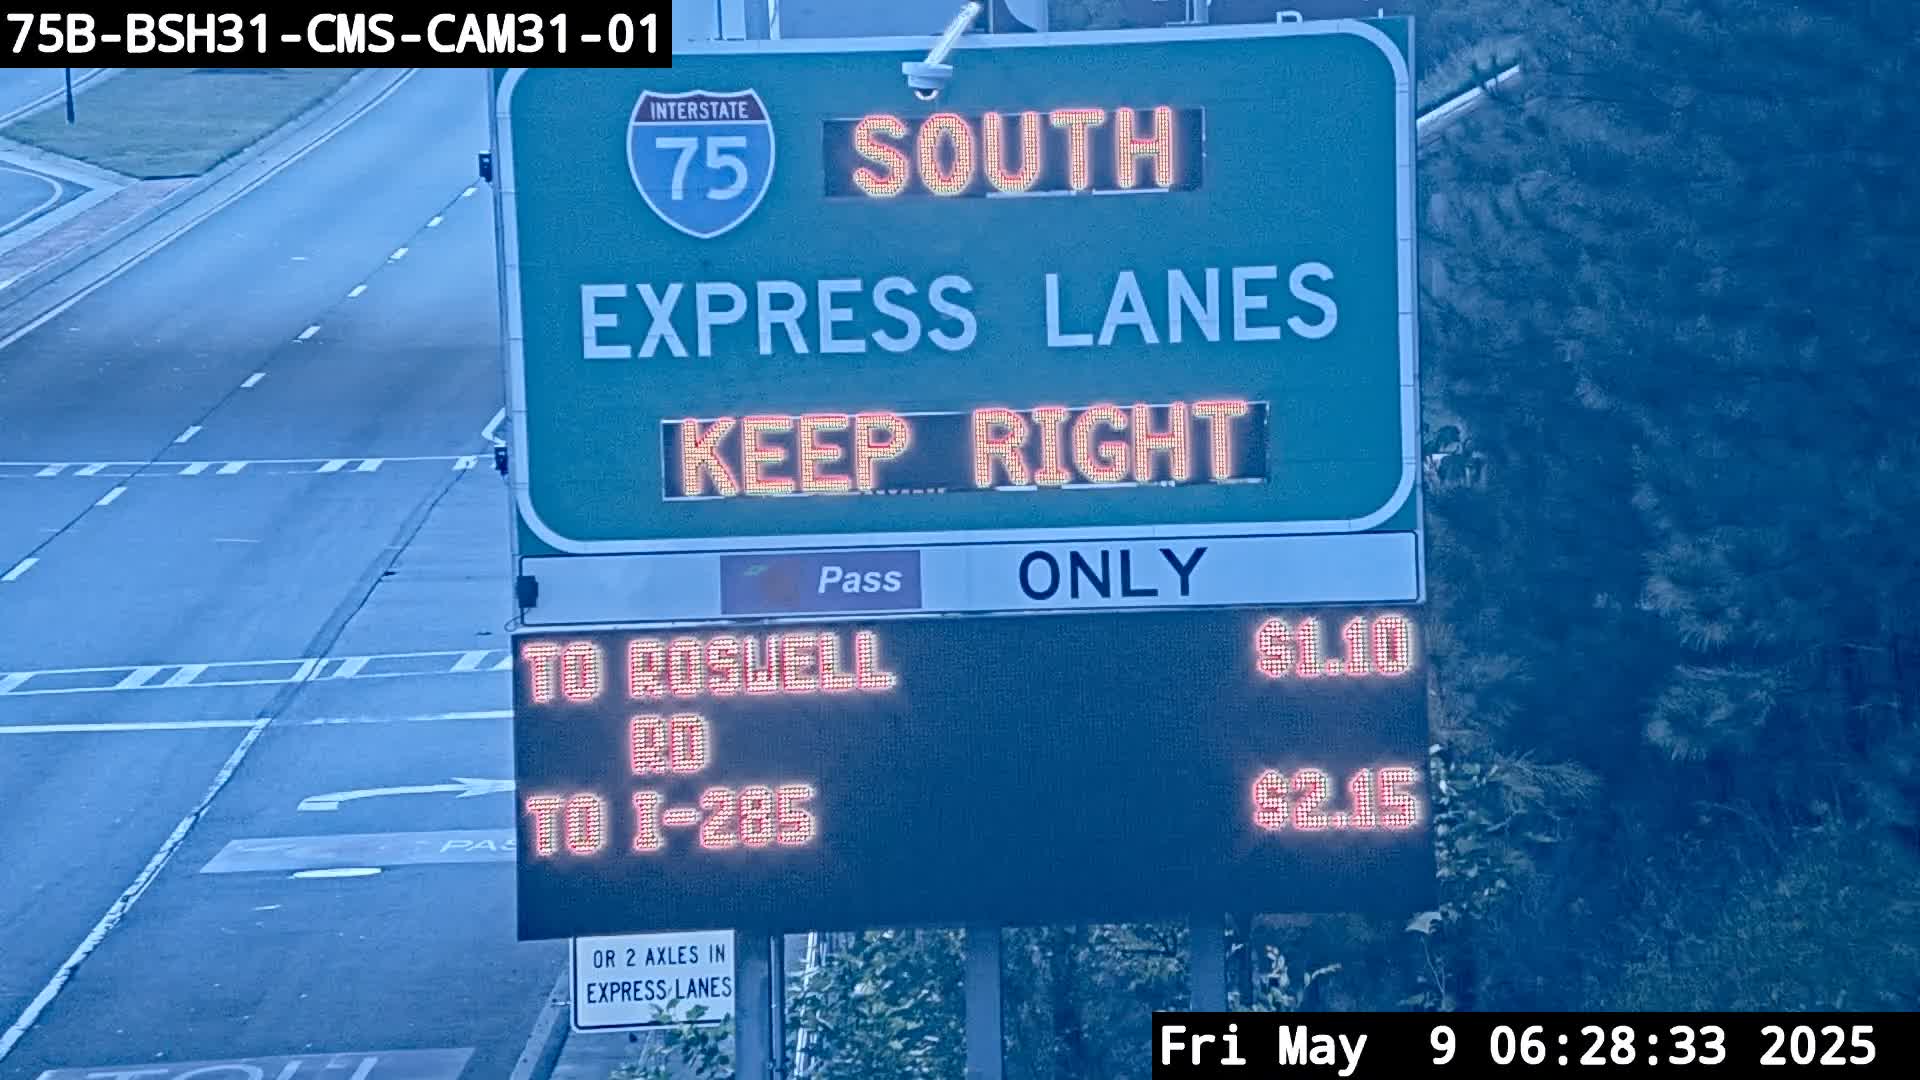 75B-BSH31-CMS-CAM31-01
INTERSTATE
75
SOUTH
EXPRESS LANES
KEEP RIGHT
Pass ONLY
TO ROSWELL $1.10
RD
TO I-285 $2.15
OR 2 AXLES IN
EXPRESS LANES
Fri May 9 06:28:33 2025